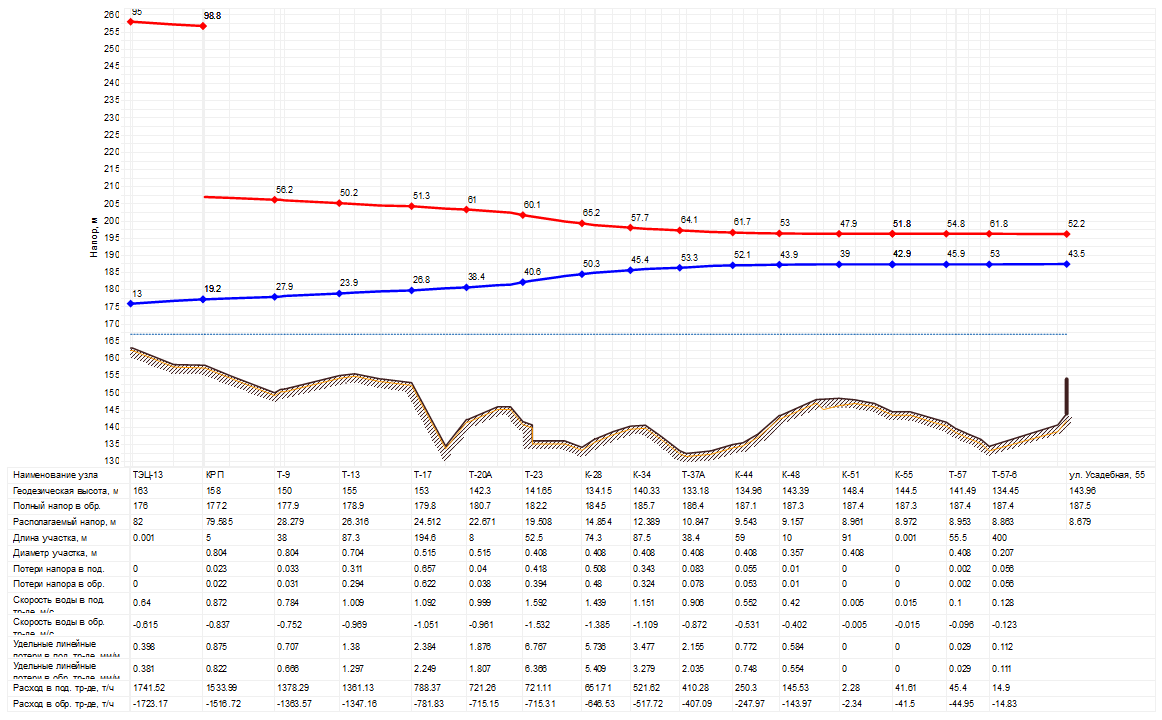 260
255
250
245
240
235
230
225
220
215
210
205
200
195
190
185
180
175
170
165
160
155
150
145
140
135
130
Напор, м
95 98.8
56.2 50.2 51.3 61 60.1 65.2 57.7 64.1 61.7 53 47.9 51.8 54.8 61.8 52.2
13 19.2 27.9 23.9 26.8 38.4 40.6 50.3 45.4 53.3 52.1 43.9 39 42.9 45.9 53 43.5
Наименование узла ТЭЦ-13 КРП Т-9 Т-13 Т-17 Т-20А Т-23 К-28 К-34 Т-37А К-44 К-48 К-51 К-55 Т-57 Т-57-6 ул. Усадебная, 55
Геодезическая высота, м 163 158 150 155 153 142.3 141.65 134.15 140.33 133.18 134.96 143.39 148.4 144.5 141.49 134.45 143.96
Полный напор в обр. 176 177.2 177.9 178.9 179.8 180.7 182.2 184.5 185.7 186.4 187.1 187.3 187.4 187.3 187.4 187.4 187.5
Располагаемый напор, м 82 79.585 28.279 26.316 24.512 22.671 19.508 14.854 12.389 10.847 9.543 9.157 8.961 8.972 8.953 8.863 8.679
Длина участка, м 0.001 5 38 87.3 194.6 8 52.5 74.3 87.5 38.4 59 10 91 0.001 55.5 400
Диаметр участка, м 0.804 0.804 0.704 0.515 0.515 0.408 0.408 0.408 0.408 0.408 0.357 0.408 0.408 0.207
Потери напора в под. 0 0.023 0.033 0.311 0.657 0.04 0.418 0.508 0.343 0.083 0.055 0.01 0 0 0.002 0.056
Потери напора в обр. 0 0.022 0.031 0.294 0.622 0.038 0.394 0.48 0.324 0.078 0.053 0.01 0 0 0.002 0.056
Скорость воды в под.
тр-де, м/с 0.64 0.872 0.784 1.009 1.092 0.999 1.592 1.439 1.151 0.906 0.552 0.42 0.005 0.015 0.1 0.128
Скорость воды в обр.
тр-де, м/с -0.615 -0.837 -0.752 -0.969 -1.051 -0.961 -1.532 -1.385 -1.109 -0.872 -0.531 -0.402 -0.005 -0.015 -0.096 -0.123
Удельные линейные
потери в под. тр-де, мм/м 0.398 0.875 0.707 1.38 2.384 1.876 6.767 5.736 3.477 2.155 0.772 0.584 0 0 0.029 0.112
Удельные линейные
потери в обр. тр-де, мм/м 0.381 0.822 0.666 1.297 2.249 1.807 6.366 5.409 3.279 2.035 0.748 0.554 0 0 0.029 0.111
Расход в под. тр-де, т/ч 1741.52 1533.99 1378.29 1361.13 788.37 721.26 721.11 651.71 521.62 410.28 250.3 145.53 2.28 41.61 45.4 14.9
Расход в обр. тр-де, т/ч -1723.17 -1516.72 -1363.57 -1347.16 -781.83 -715.15 -715.31 -646.53 -517.72 -407.09 -247.97 -143.97 -2.34 -41.5 -44.95 -14.83